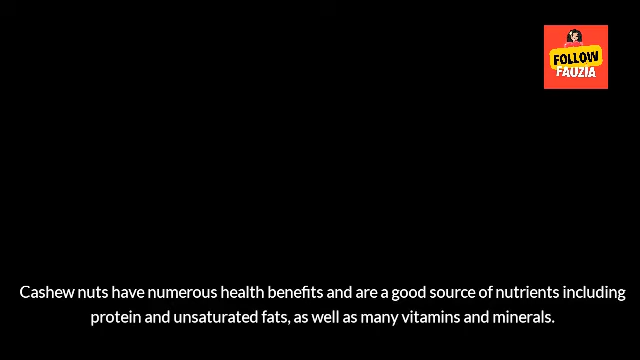 FOLLOW
FAUZIA
Cashew nuts have numerous health benefits and are a good source of nutrients including
protein and unsaturated fats, as well as many vitamins and minerals.